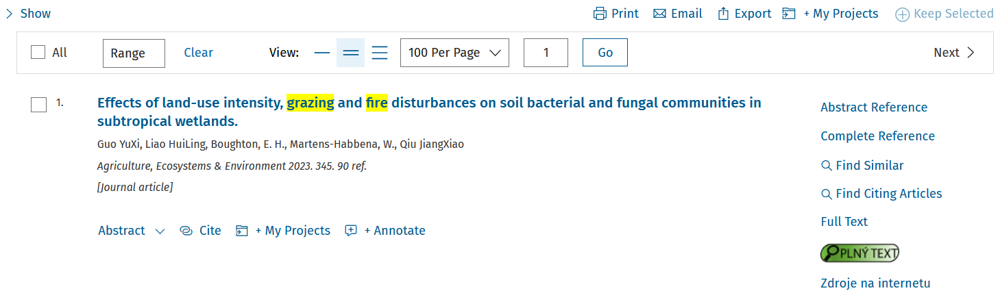 Show
Print Email Export + My Projects Keep Selected
All Range Clear View: 100 Per Page 1 Go Next
1. Effects of land-use intensity, grazing and fire disturbances on soil bacterial and fungal communities in
subtropical wetlands.
Guo YuXi, Liao HuiLing, Boughton, E. H., Martens-Habbena, W., Qiu JiangXiao
Agriculture, Ecosystems & Environment 2023. 345. 90 ref.
[Journal article]
Abstract Cite + My Projects + Annotate
Abstract Reference
Complete Reference
Find Similar
Find Citing Articles
Full Text
PLNÝ TEXT
Zdroje na internetu